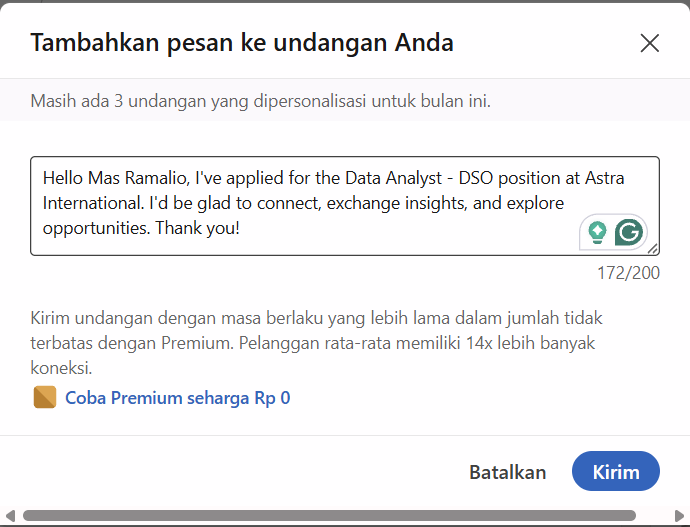 Tambahkan pesan ke undangan Anda
Masih ada 3 undangan yang dipersonalisasi untuk bulan ini.
Hello Mas Ramalio, I've applied for the Data Analyst - DSO position at Astra
International. I'd be glad to connect, exchange insights, and explore
opportunities. Thank you!
172/200
Kirim undangan dengan masa berlaku yang lebih lama dalam jumlah tidak
terbatas dengan Premium. Pelanggan rata-rata memiliki 14x lebih banyak
koneksi.
Coba Premium seharga Rp 0
Batalkan
Kirim